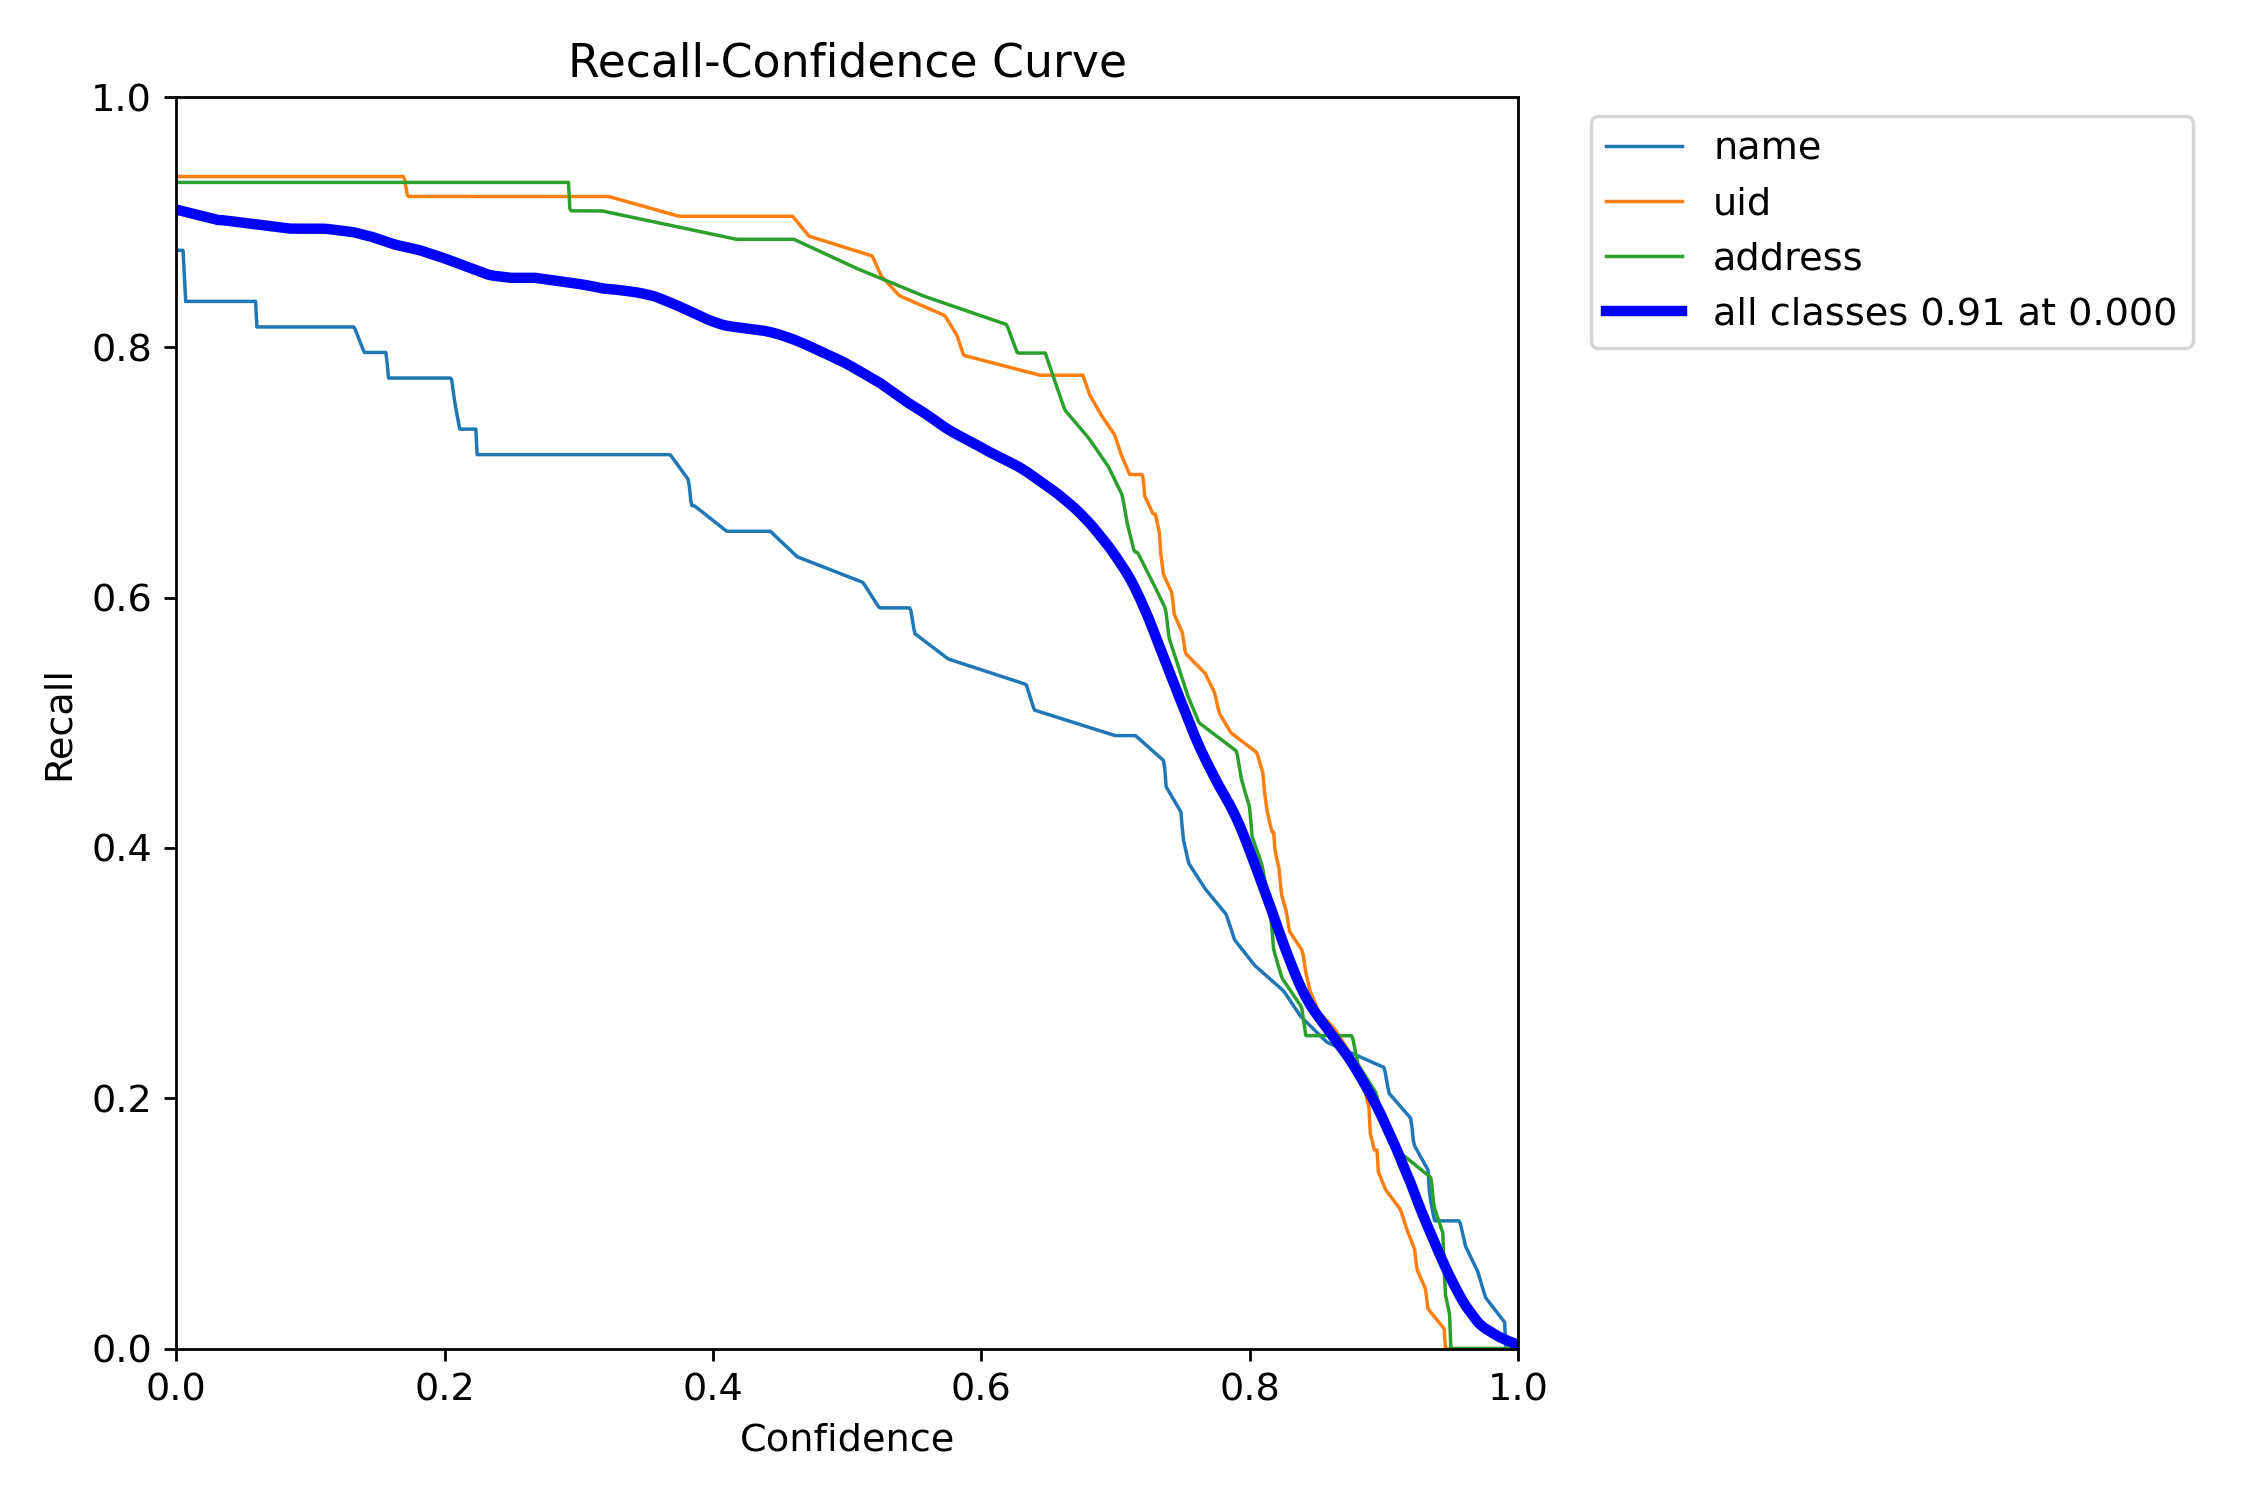 Recall-Confidence Curve
1.0
0.8
0.6
0.4
0.2
0.0
Recall
0.0 0.2 0.4 0.6 0.8 1.0
Confidence
name
uid
address
all classes 0.91 at 0.000